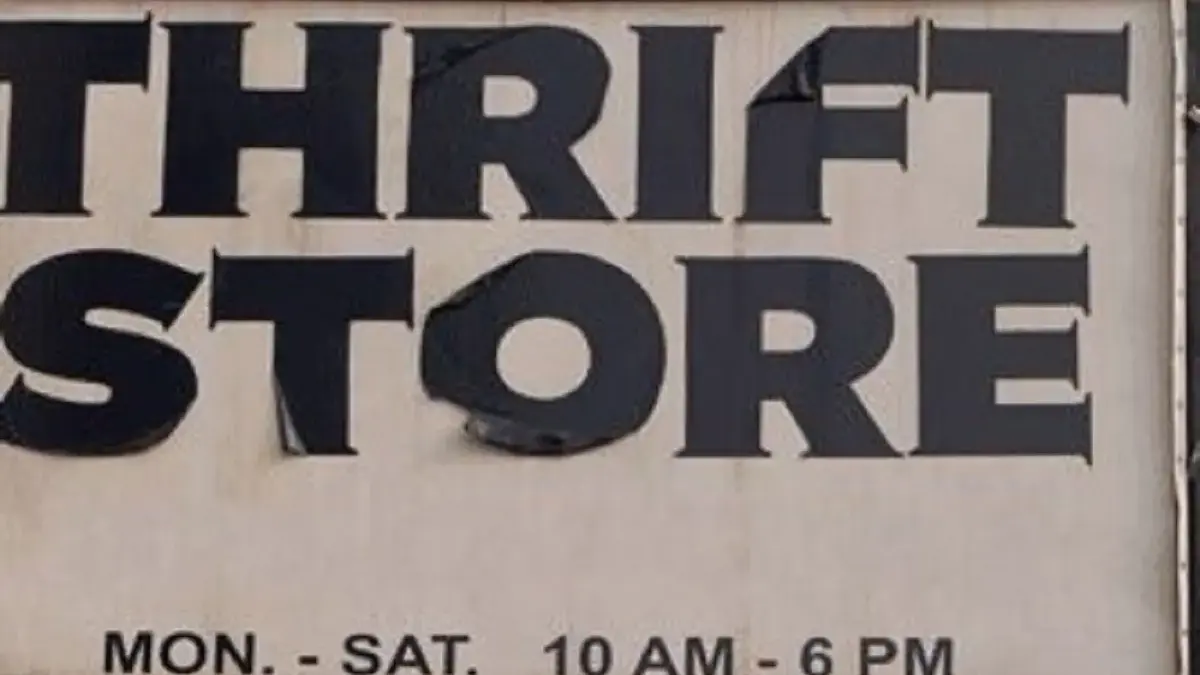 THRIFT
STORE
MON. - SAT. 10 AM - 6 PM